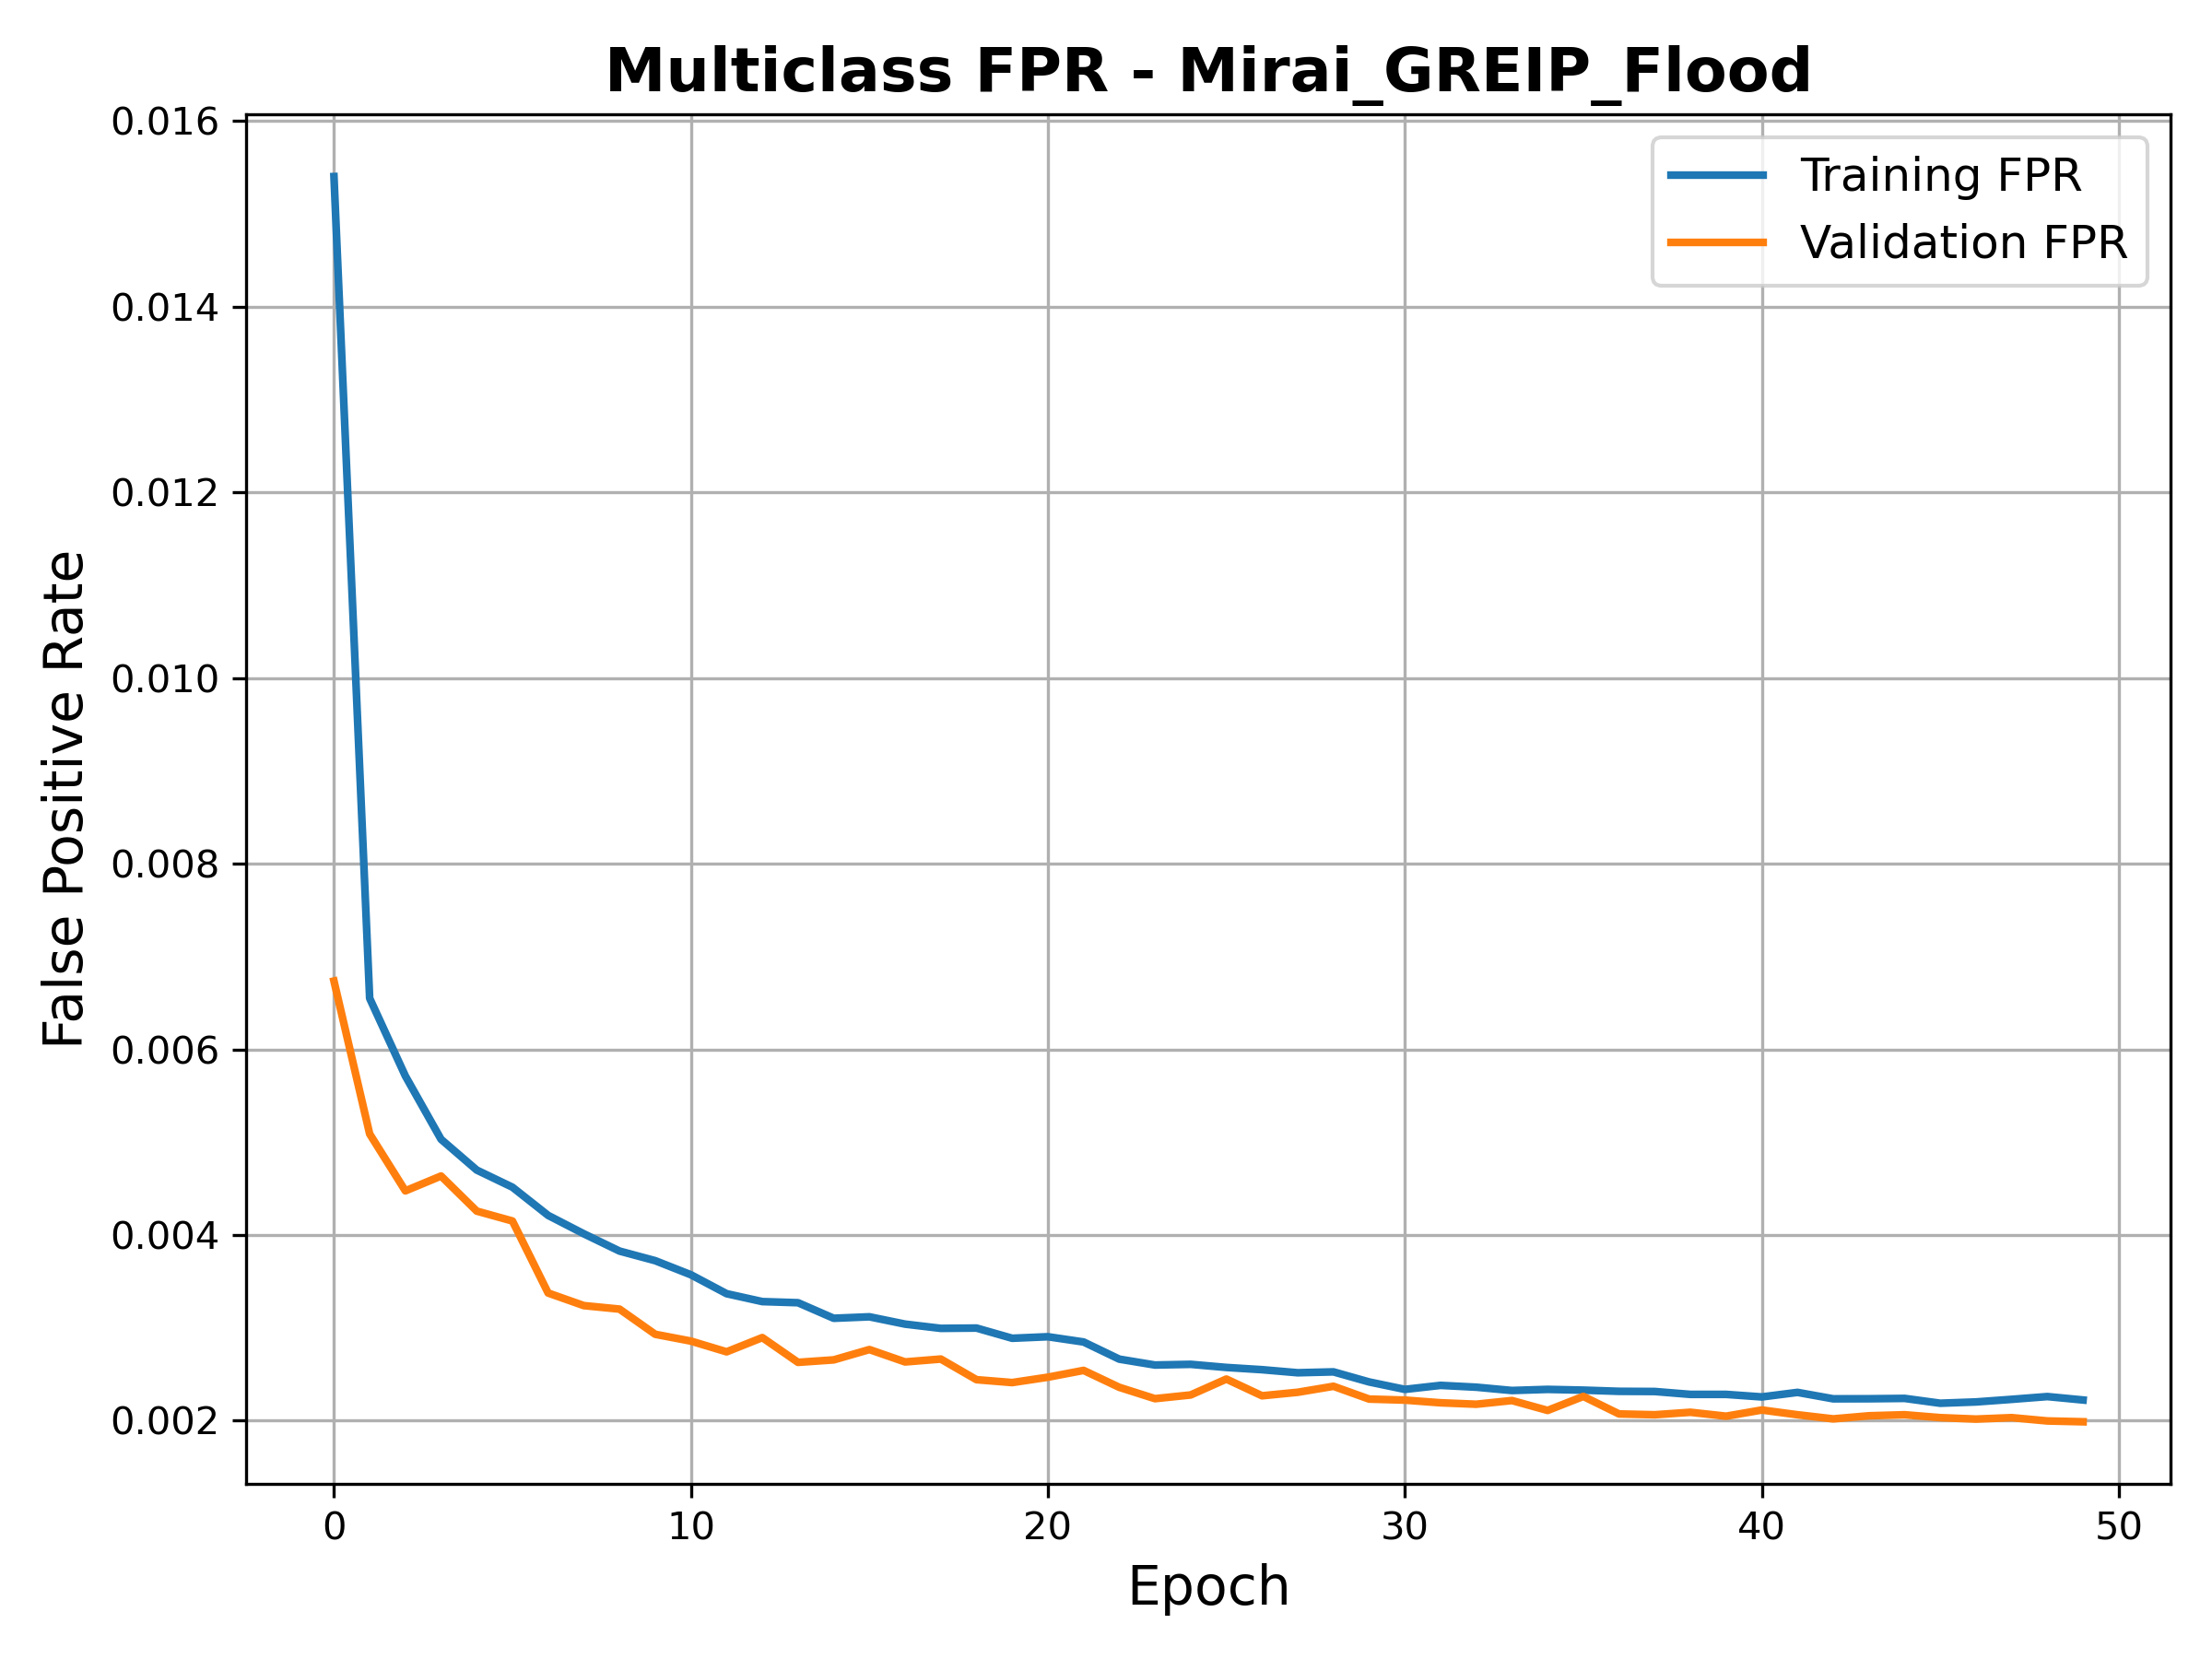 Multiclass FPR - Mirai_GREIP_Flood
Training FPR
Validation FPR
False Positive Rate
0.016
0.014
0.012
0.010
0.008
0.006
0.004
0.002
0 10 20 30 40 50
Epoch